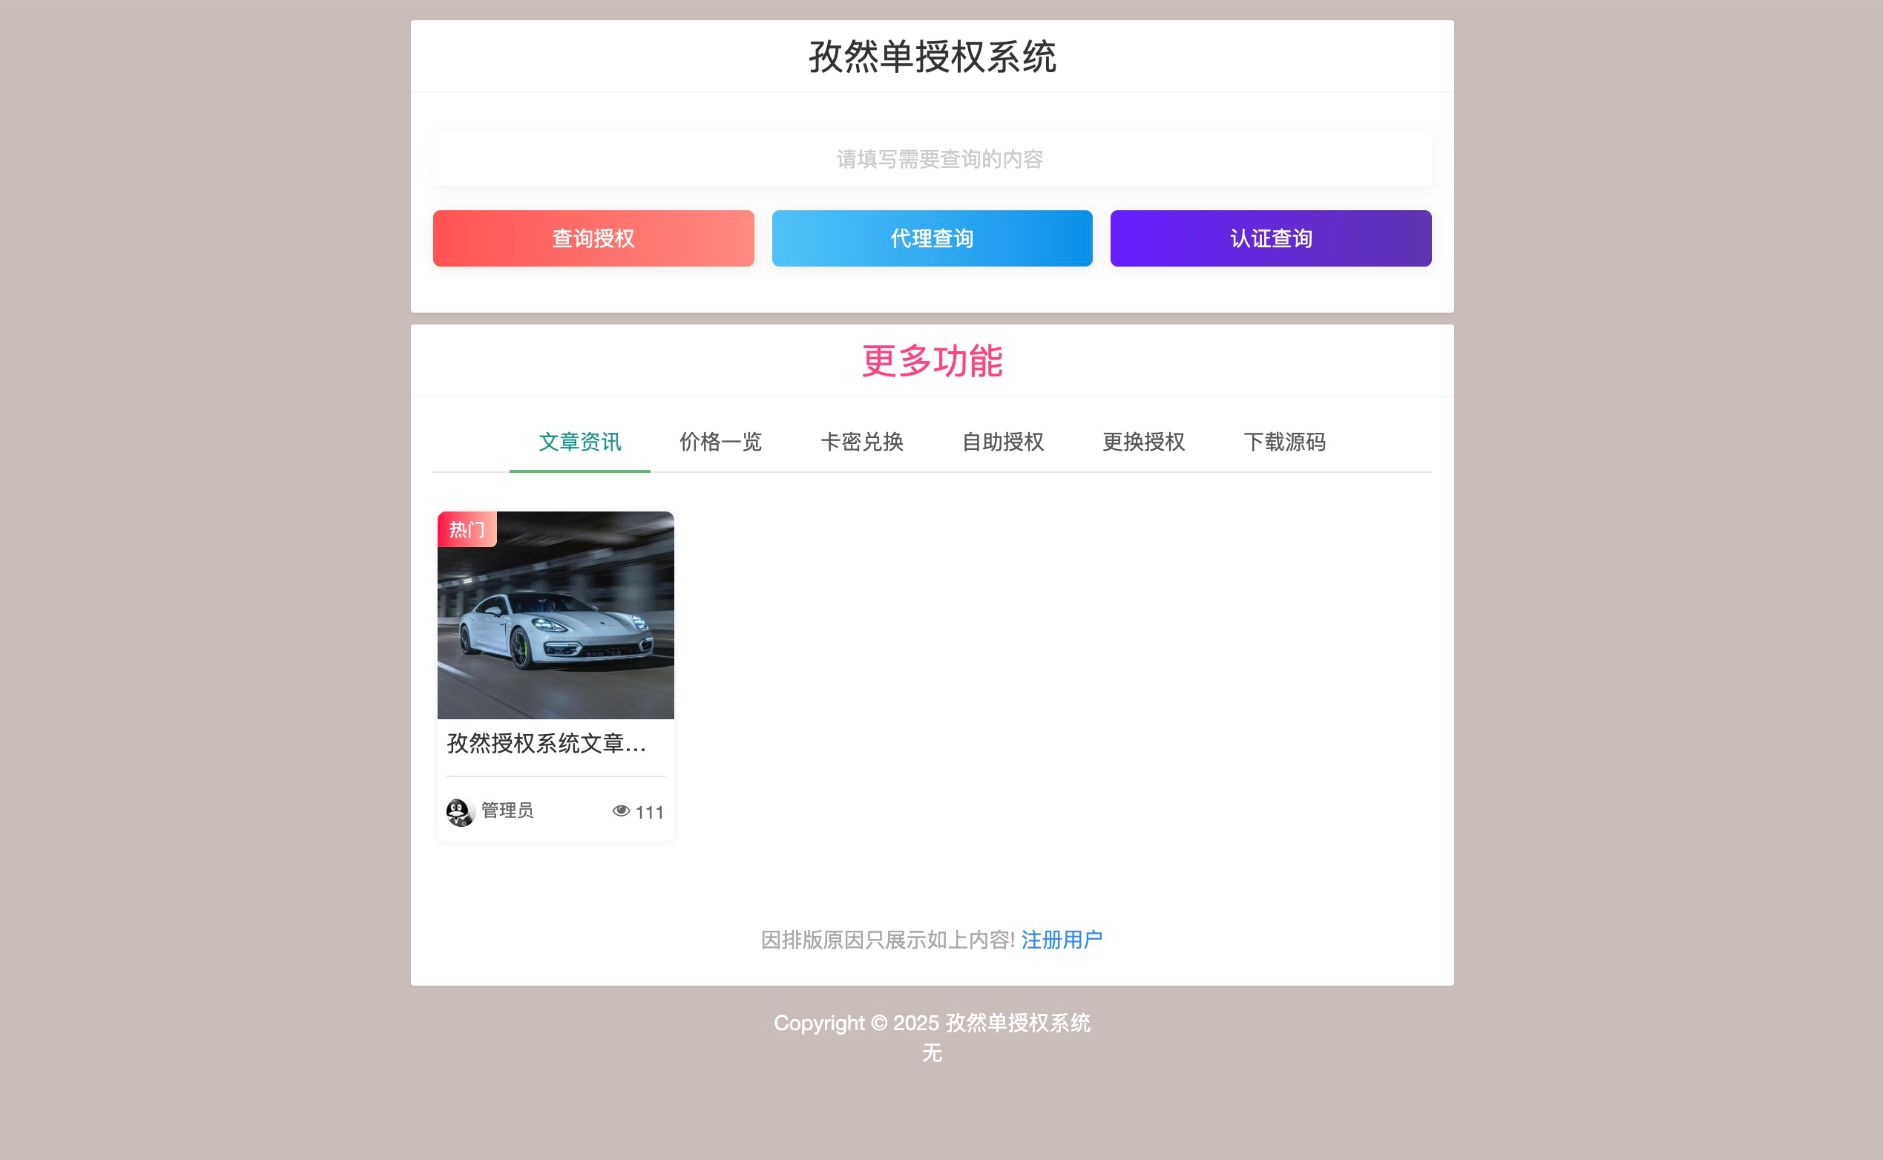 孜然单授权系统
请填写需要查询的内容
查询授权 代理查询 认证查询
更多功能
文章资讯 价格一览 卡密兑换 自助授权 更换授权 下载源码
热门
孜然授权系统文章...
管理员 111
因排版原因只展示如上内容! 注册用户
Copyright © 2025 孜然单授权系统
无